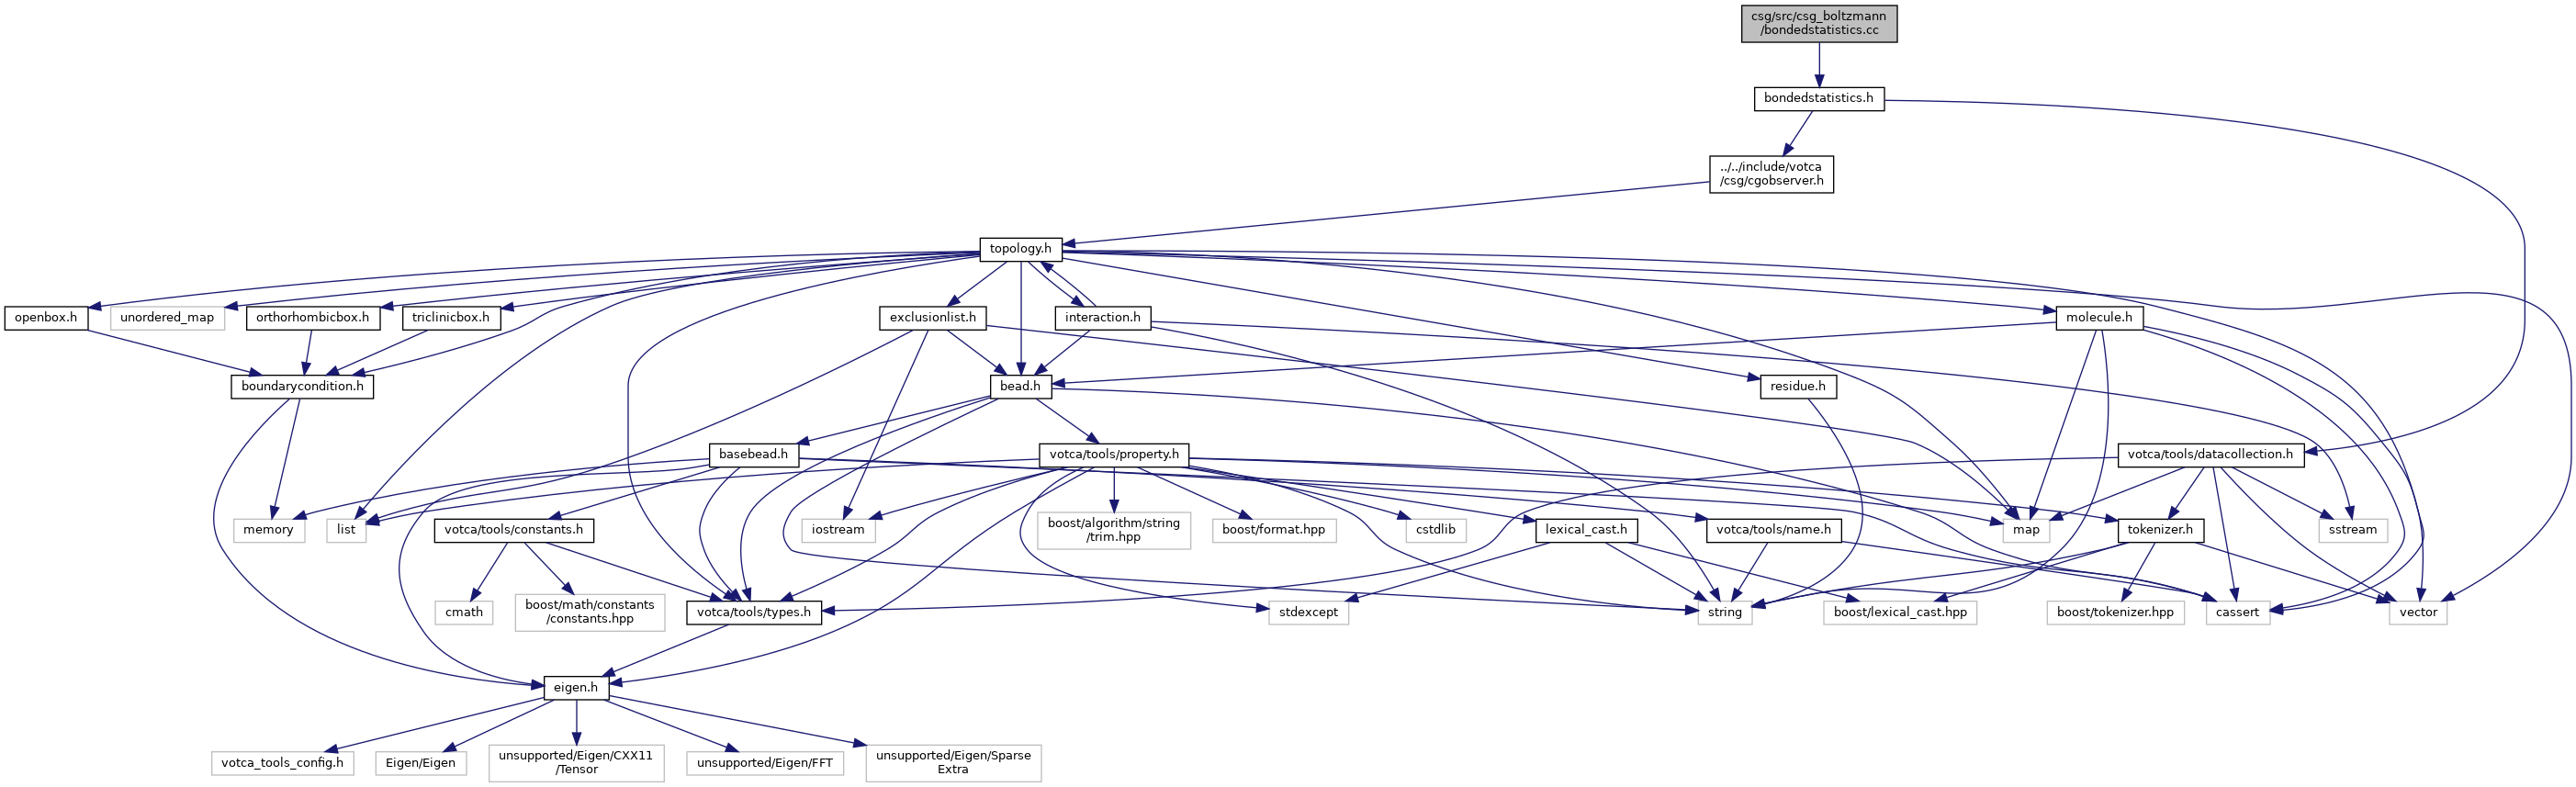 csg/src/csg_boltzmann
/bondedstatistics.cc
bondedstatistics.h
../../include/votca
/csg/cgobserver.h
topology.h
openbox.h
unordered_map
orthorhombicbox.h
triclinicbox.h
exclusionlist.h
interaction.h
molecule.h
boundarycondition.h
bead.h
residue.h
basebead.h
votca/tools/property.h
votca/tools/datacollection.h
memory
list
votca/tools/constants.h
iostream
boost/algorithm/string
/trim.hpp
boost/format.hpp
cstdlib
lexical_cast.h
votca/tools/name.h
map
tokenizer.h
sstream
cmath
boost/math/constants
/constants.hpp
votca/tools/types.h
stdexcept
string
boost/lexical_cast.hpp
boost/tokenizer.hpp
cassert
vector
eigen.h
votca_tools_config.h
Eigen/Eigen
unsupported/Eigen/CXX11
/Tensor
unsupported/Eigen/FFT
unsupported/Eigen/Sparse
Extra